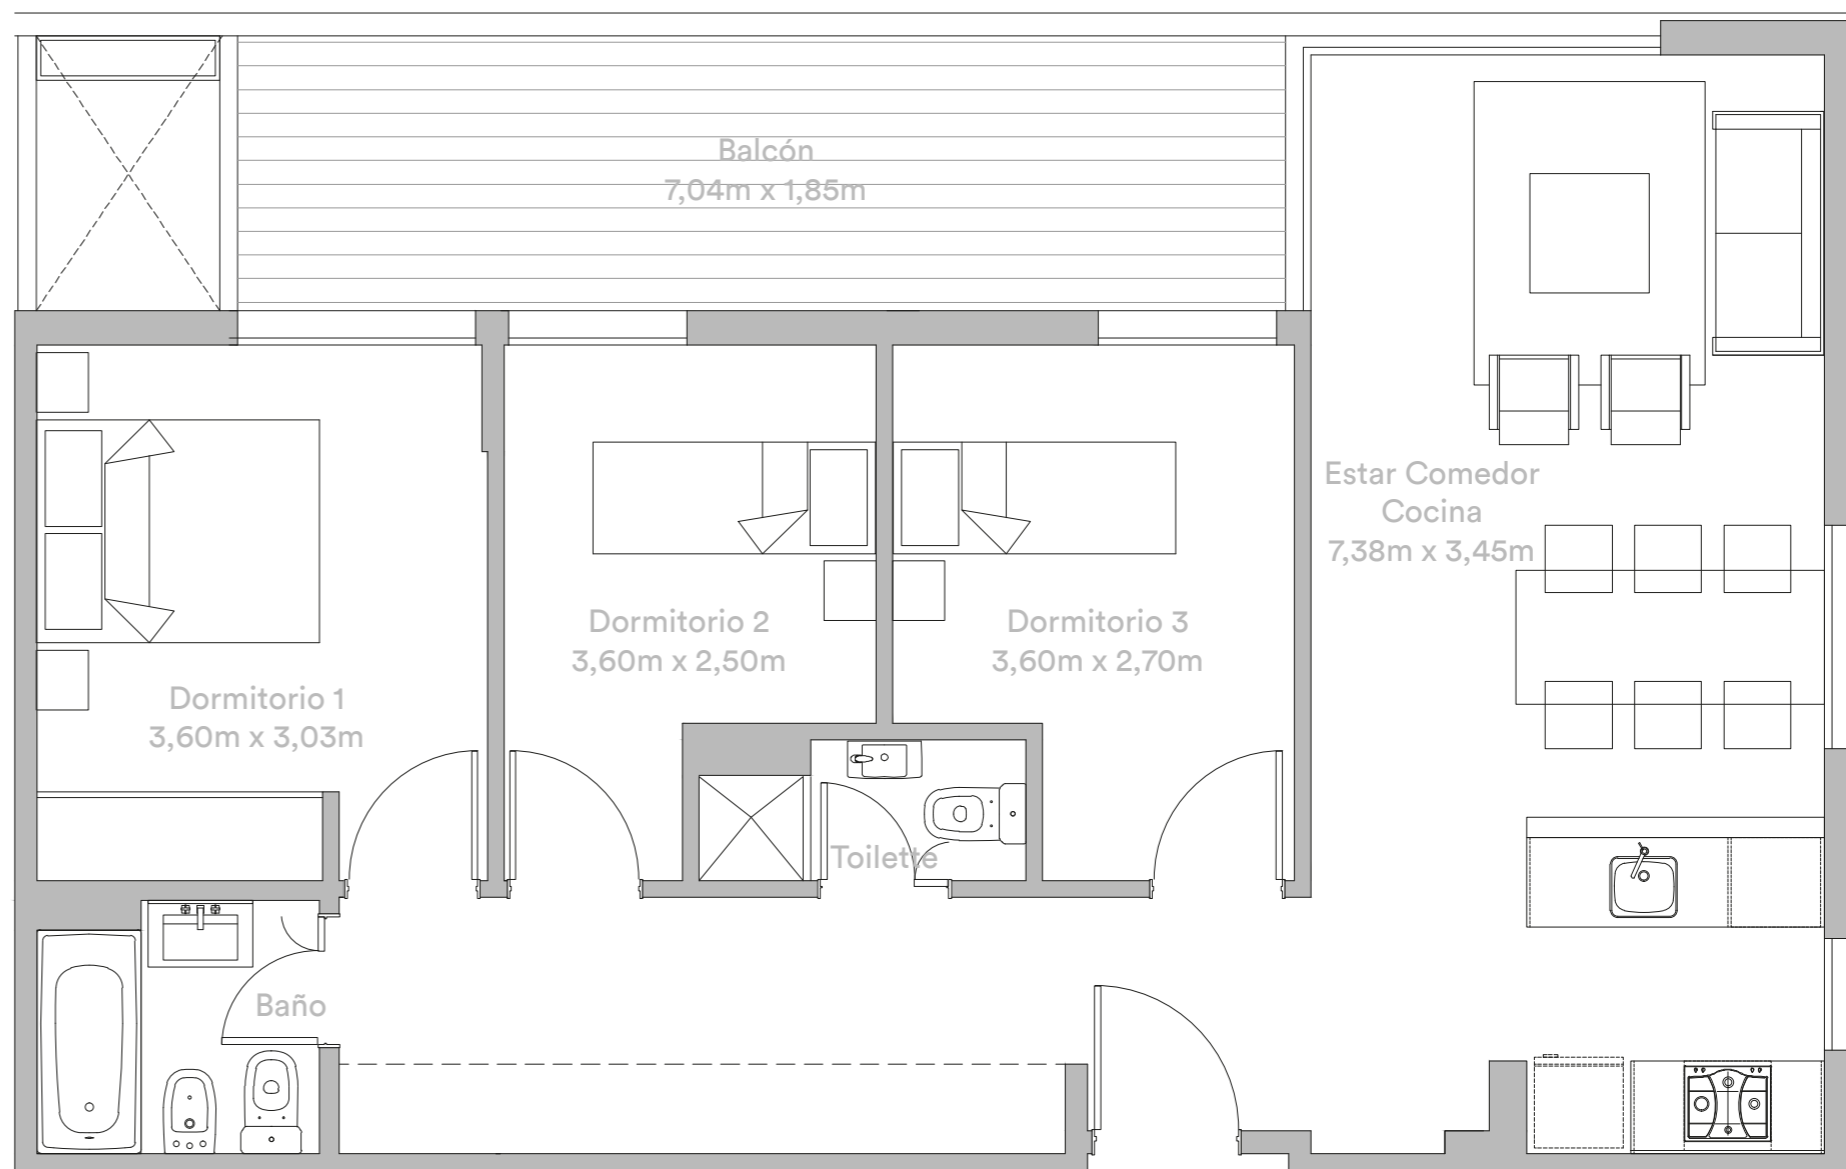 Balcón
7,04m x 1,85m
Estar Comedor
Cocina
7,38m x 3,45m
Dormitorio 2
3,60m x 2,50m
Dormitorio 3
3,60m x 2,70m
Dormitorio 1
3,60m x 3,03m
Toilette
Baño